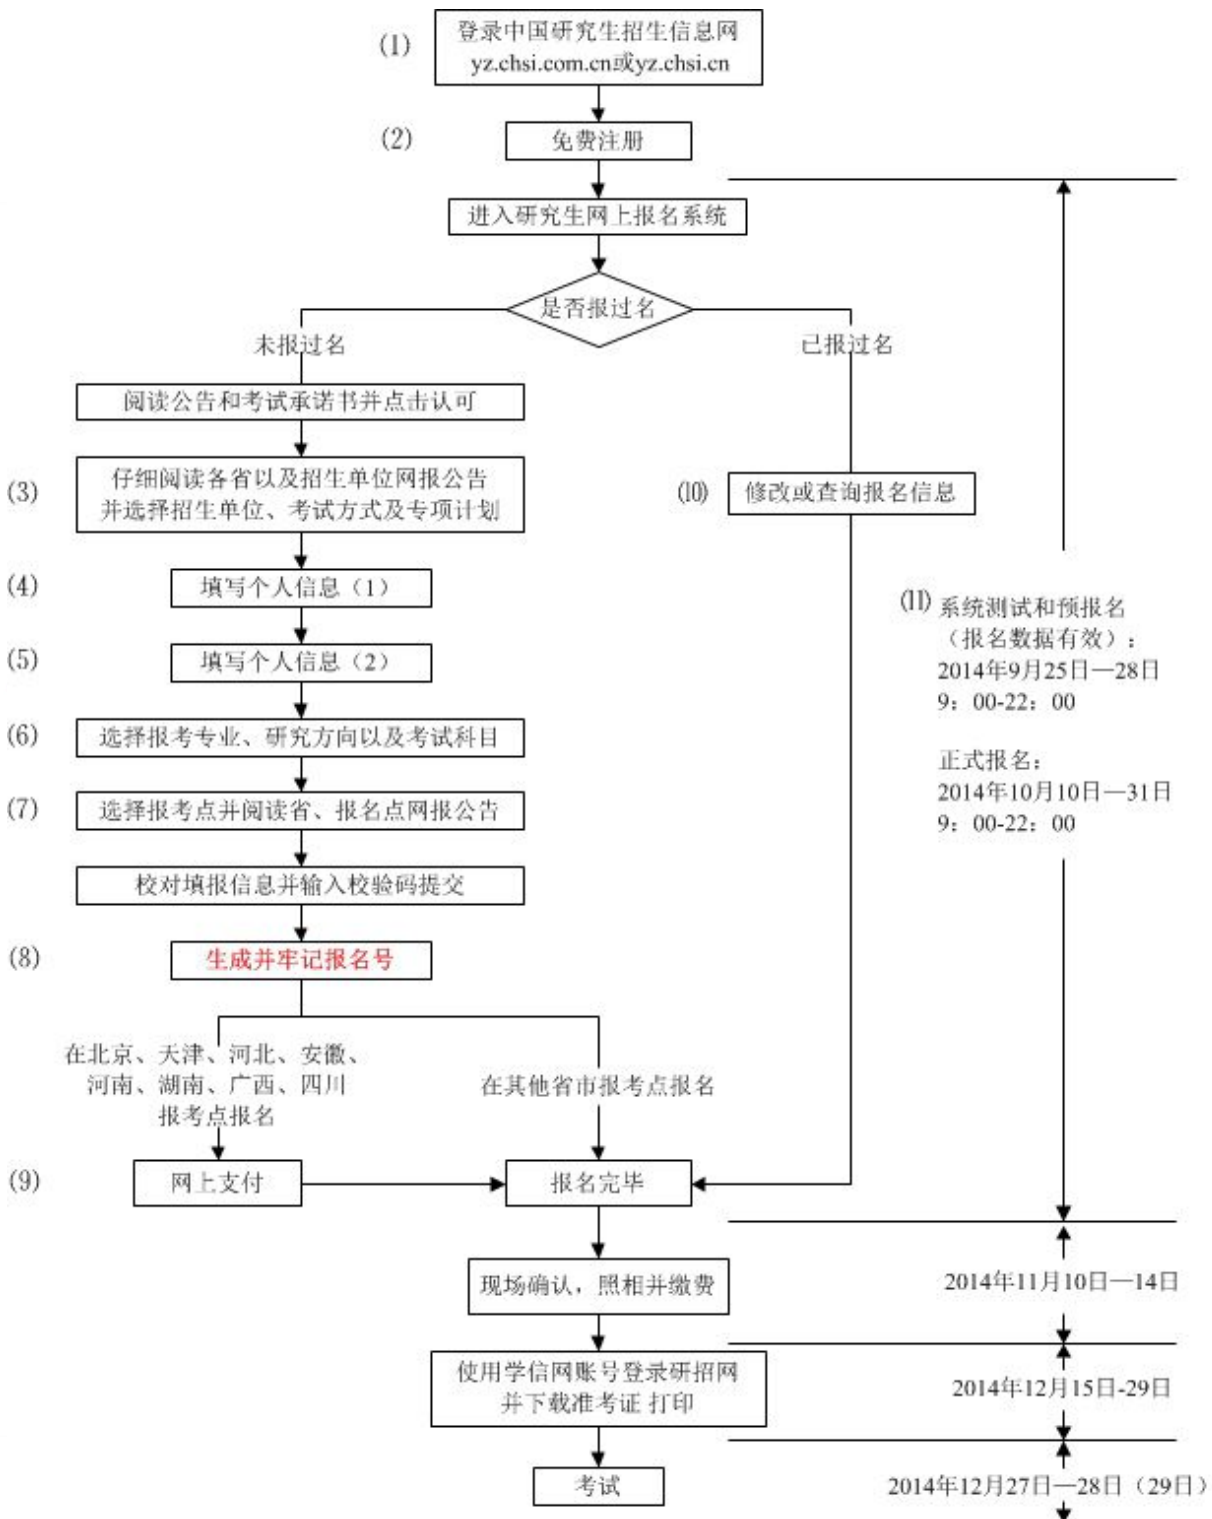 (1)
登录中国研究生招生信息网
yz.chsi.com.cn或yz.chsi.cn
(2)
免费注册
进入研究生网上报名系统
是否报过名
未报过名
已报过名
阅读公告和考试承诺书并点击认可
(3)
仔细阅读各省以及招生单位网报公告
并选择招生单位、考试方式及专项计划
(10)
修改或查询报名信息
(4)
填写个人信息（1）
(5)
填写个人信息（2）
(6)
选择报考专业、研究方向以及考试科目
(7)
选择报考点并阅读省、报名点网报公告
校对填报信息并输入校验码提交
(8)
生成并牢记报名号
(11)
系统测试和预报名
（报名数据有效）：
2014年9月25日—28日
9：00-22：00
正式报名：
2014年10月10日—31日
9：00-22：00
在北京、天津、河北、安徽、
河南、湖南、广西、四川
报考点报名
在其他省市报考点报名
(9)
网上支付
报名完毕
现场确认，照相并缴费
2014年11月10日—14日
使用学信网账号登录研招网
并下载准考证 打印
2014年12月15日-29日
考试
2014年12月27日—28日（29日）